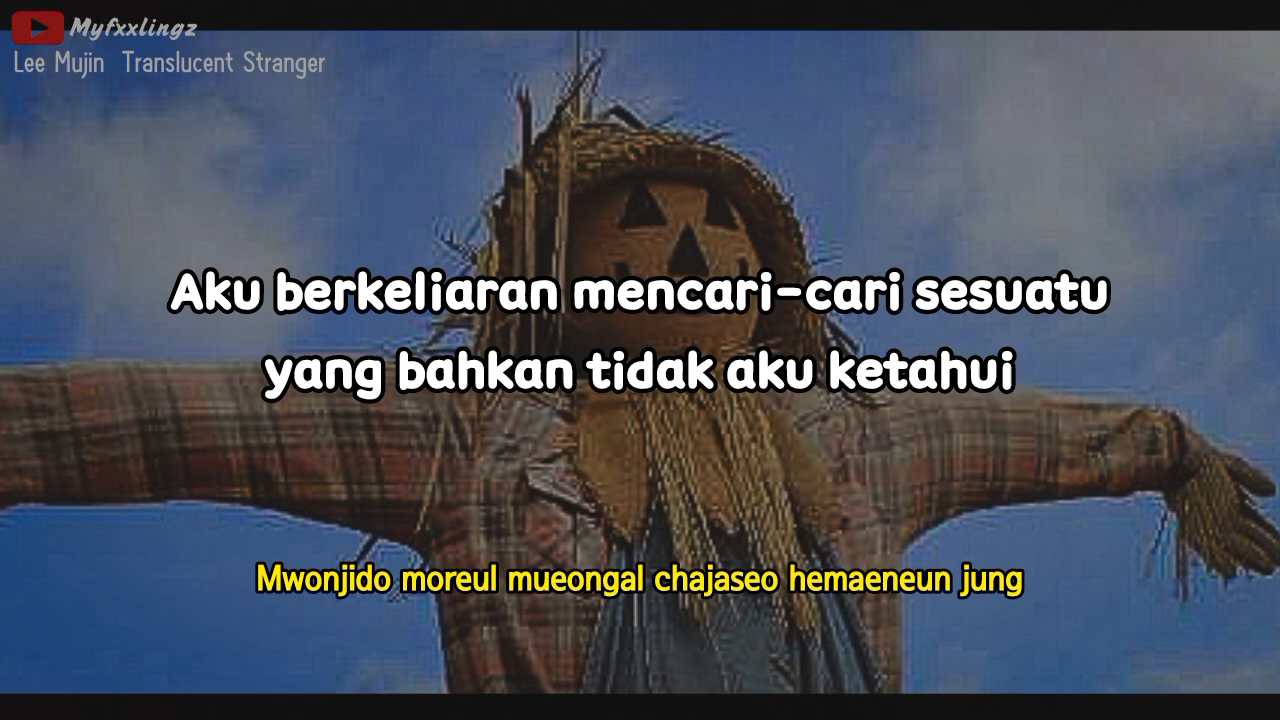 Myfxxlingz
Lee Mujin Translucent Stranger
Aku berkeliaran mencari-cari sesuatu
yang bahkan tidak aku ketahui
Mwonjido moreul mueongal chajaseo hemaeneun jung